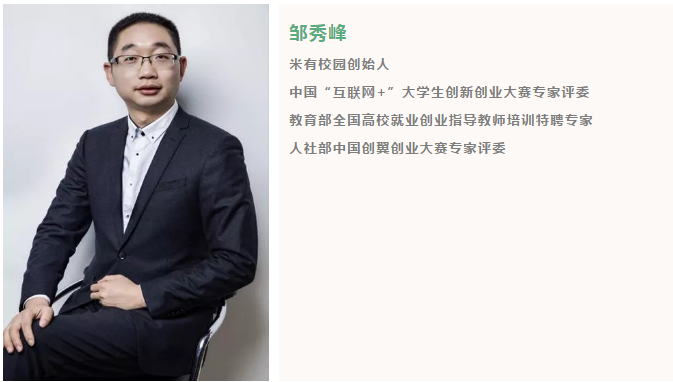 邹秀峰
米有校园创始人
中国“互联网+”大学生创新创业大赛专家评委
教育部全国高校就业创业指导教师培训特聘专家
人社部中国创翼创业大赛专家评委